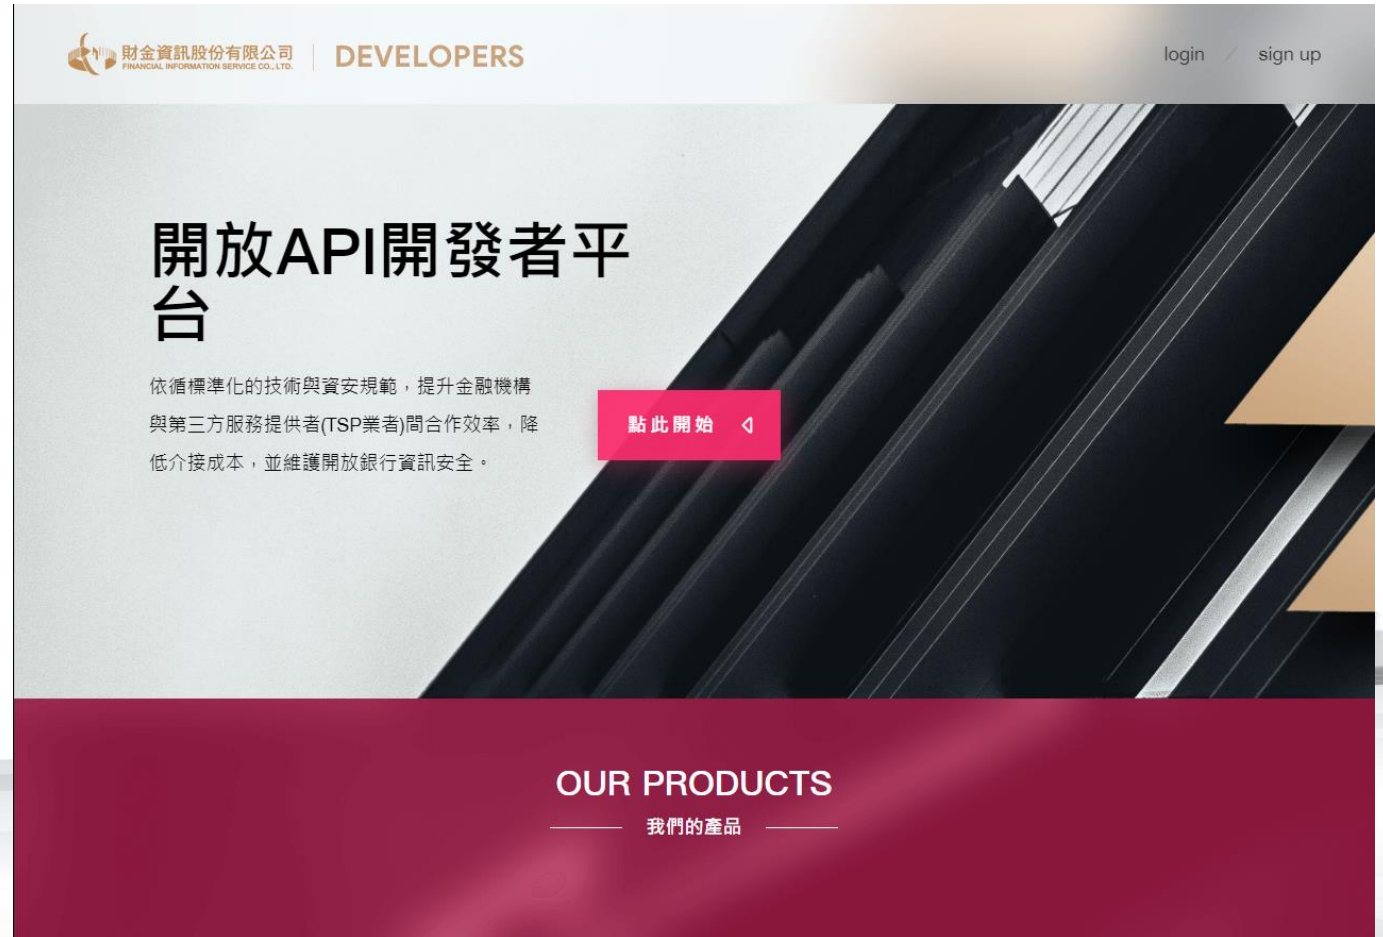 財金資訊股份有限公司
FINANCIAL INFORMATION SERVICE CO., LTD.
DEVELOPERS
login / sign up
開放API開發者平
台
依循標準化的技術與資安規範，提升金融機構
與第三方服務提供者(TSP業者)間合作效率，降
低介接成本，並維護開放銀行資訊安全。
點此開始
OUR PRODUCTS
我們的產品